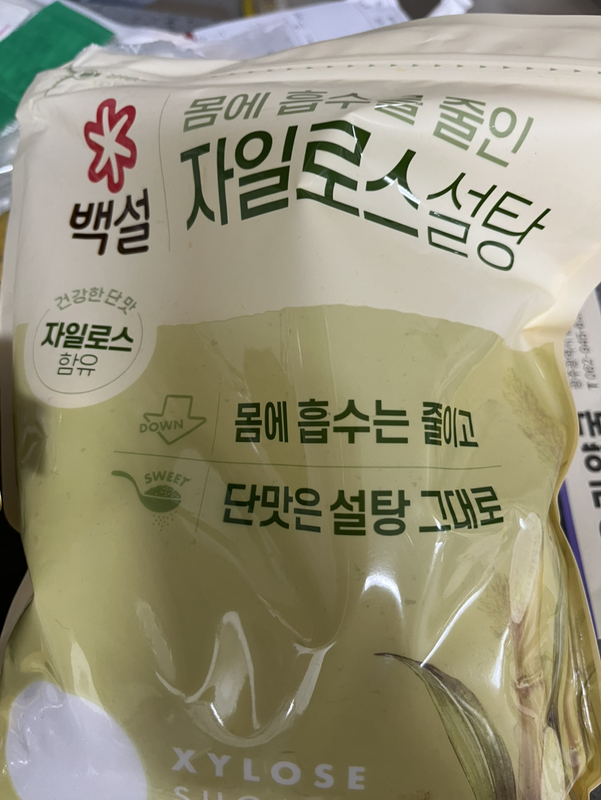 몸에 흡수를 줄인
자일로스설탕
백설
건강한단맛
자일로스
함유
DOWN
몸에 흡수는 줄이고
SWEET
단맛은 설탕 그대로
XYLOSE